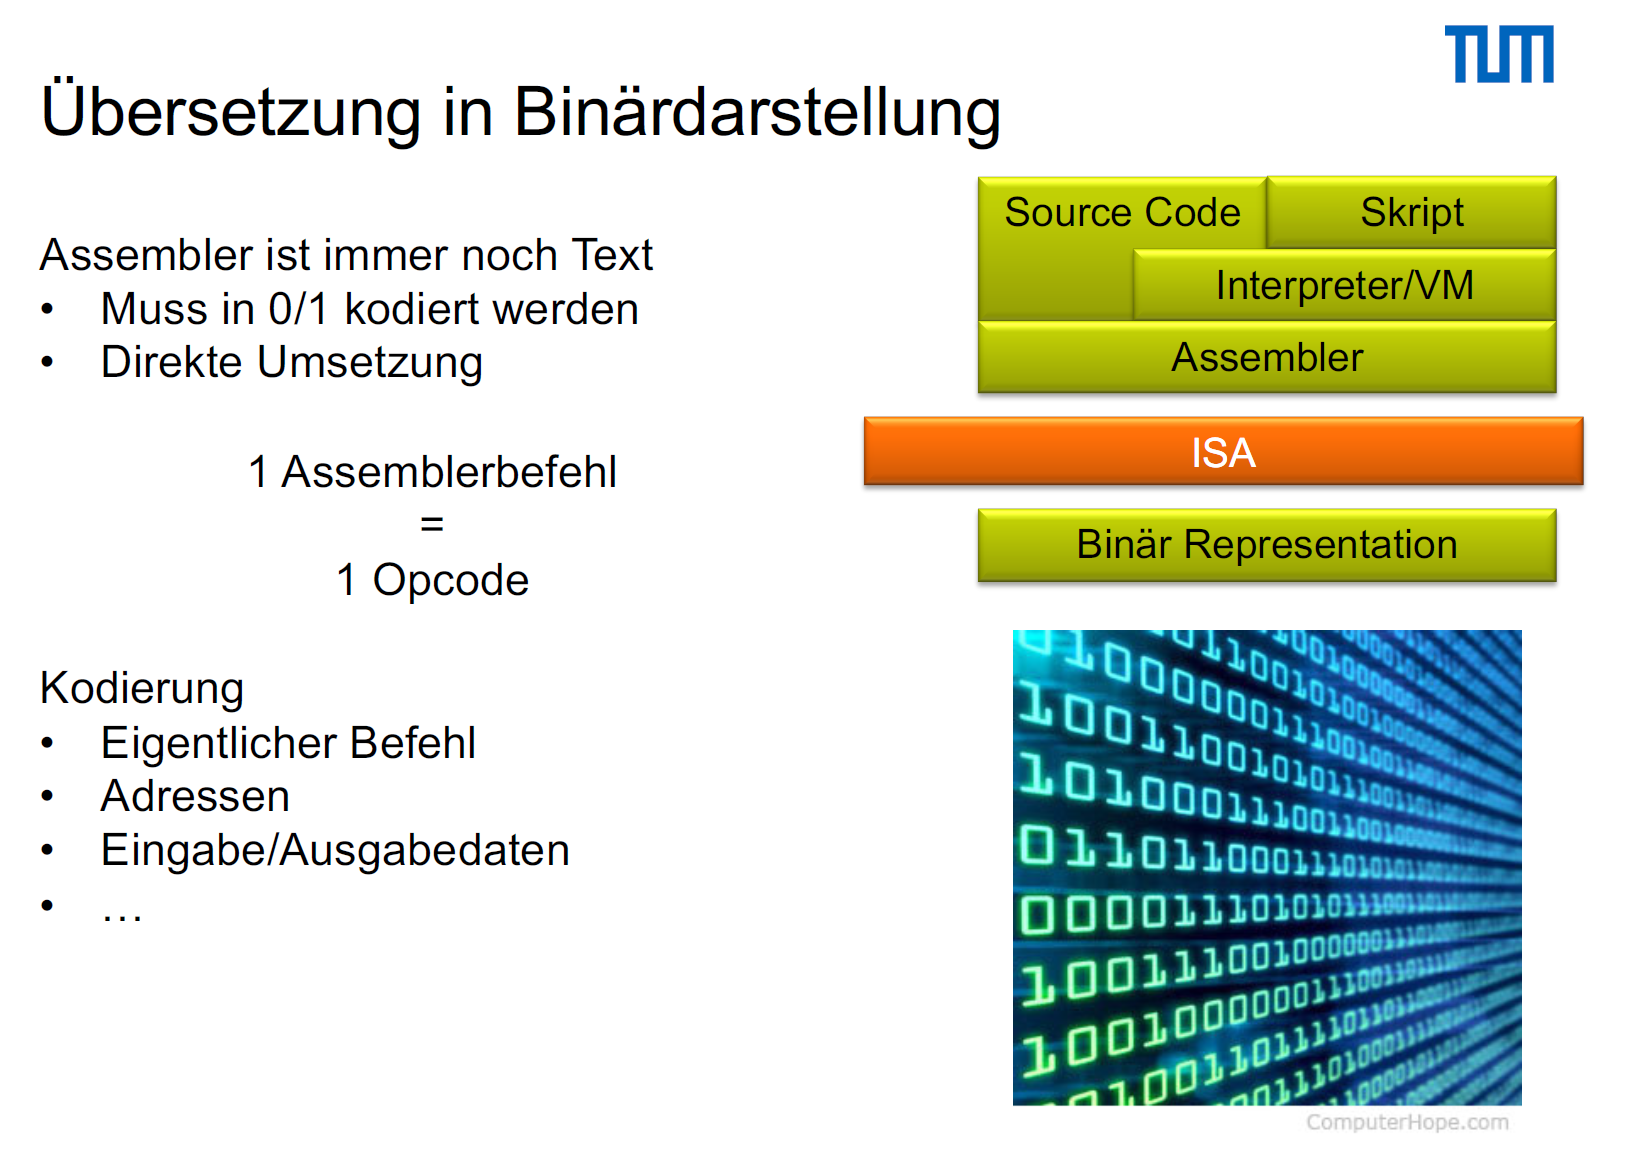 TUM
Übersetzung in Binärdarstellung
Assembler ist immer noch Text
• Muss in 0/1 kodiert werden
• Direkte Umsetzung
1 Assemblerbefehl
=
1 Opcode
Kodierung
• Eigentlicher Befehl
• Adressen
• Eingabe/Ausgabedaten
• …
Source Code
Skript
Interpreter/VM
Assembler
ISA
Binär Representation
ComputerHope.com